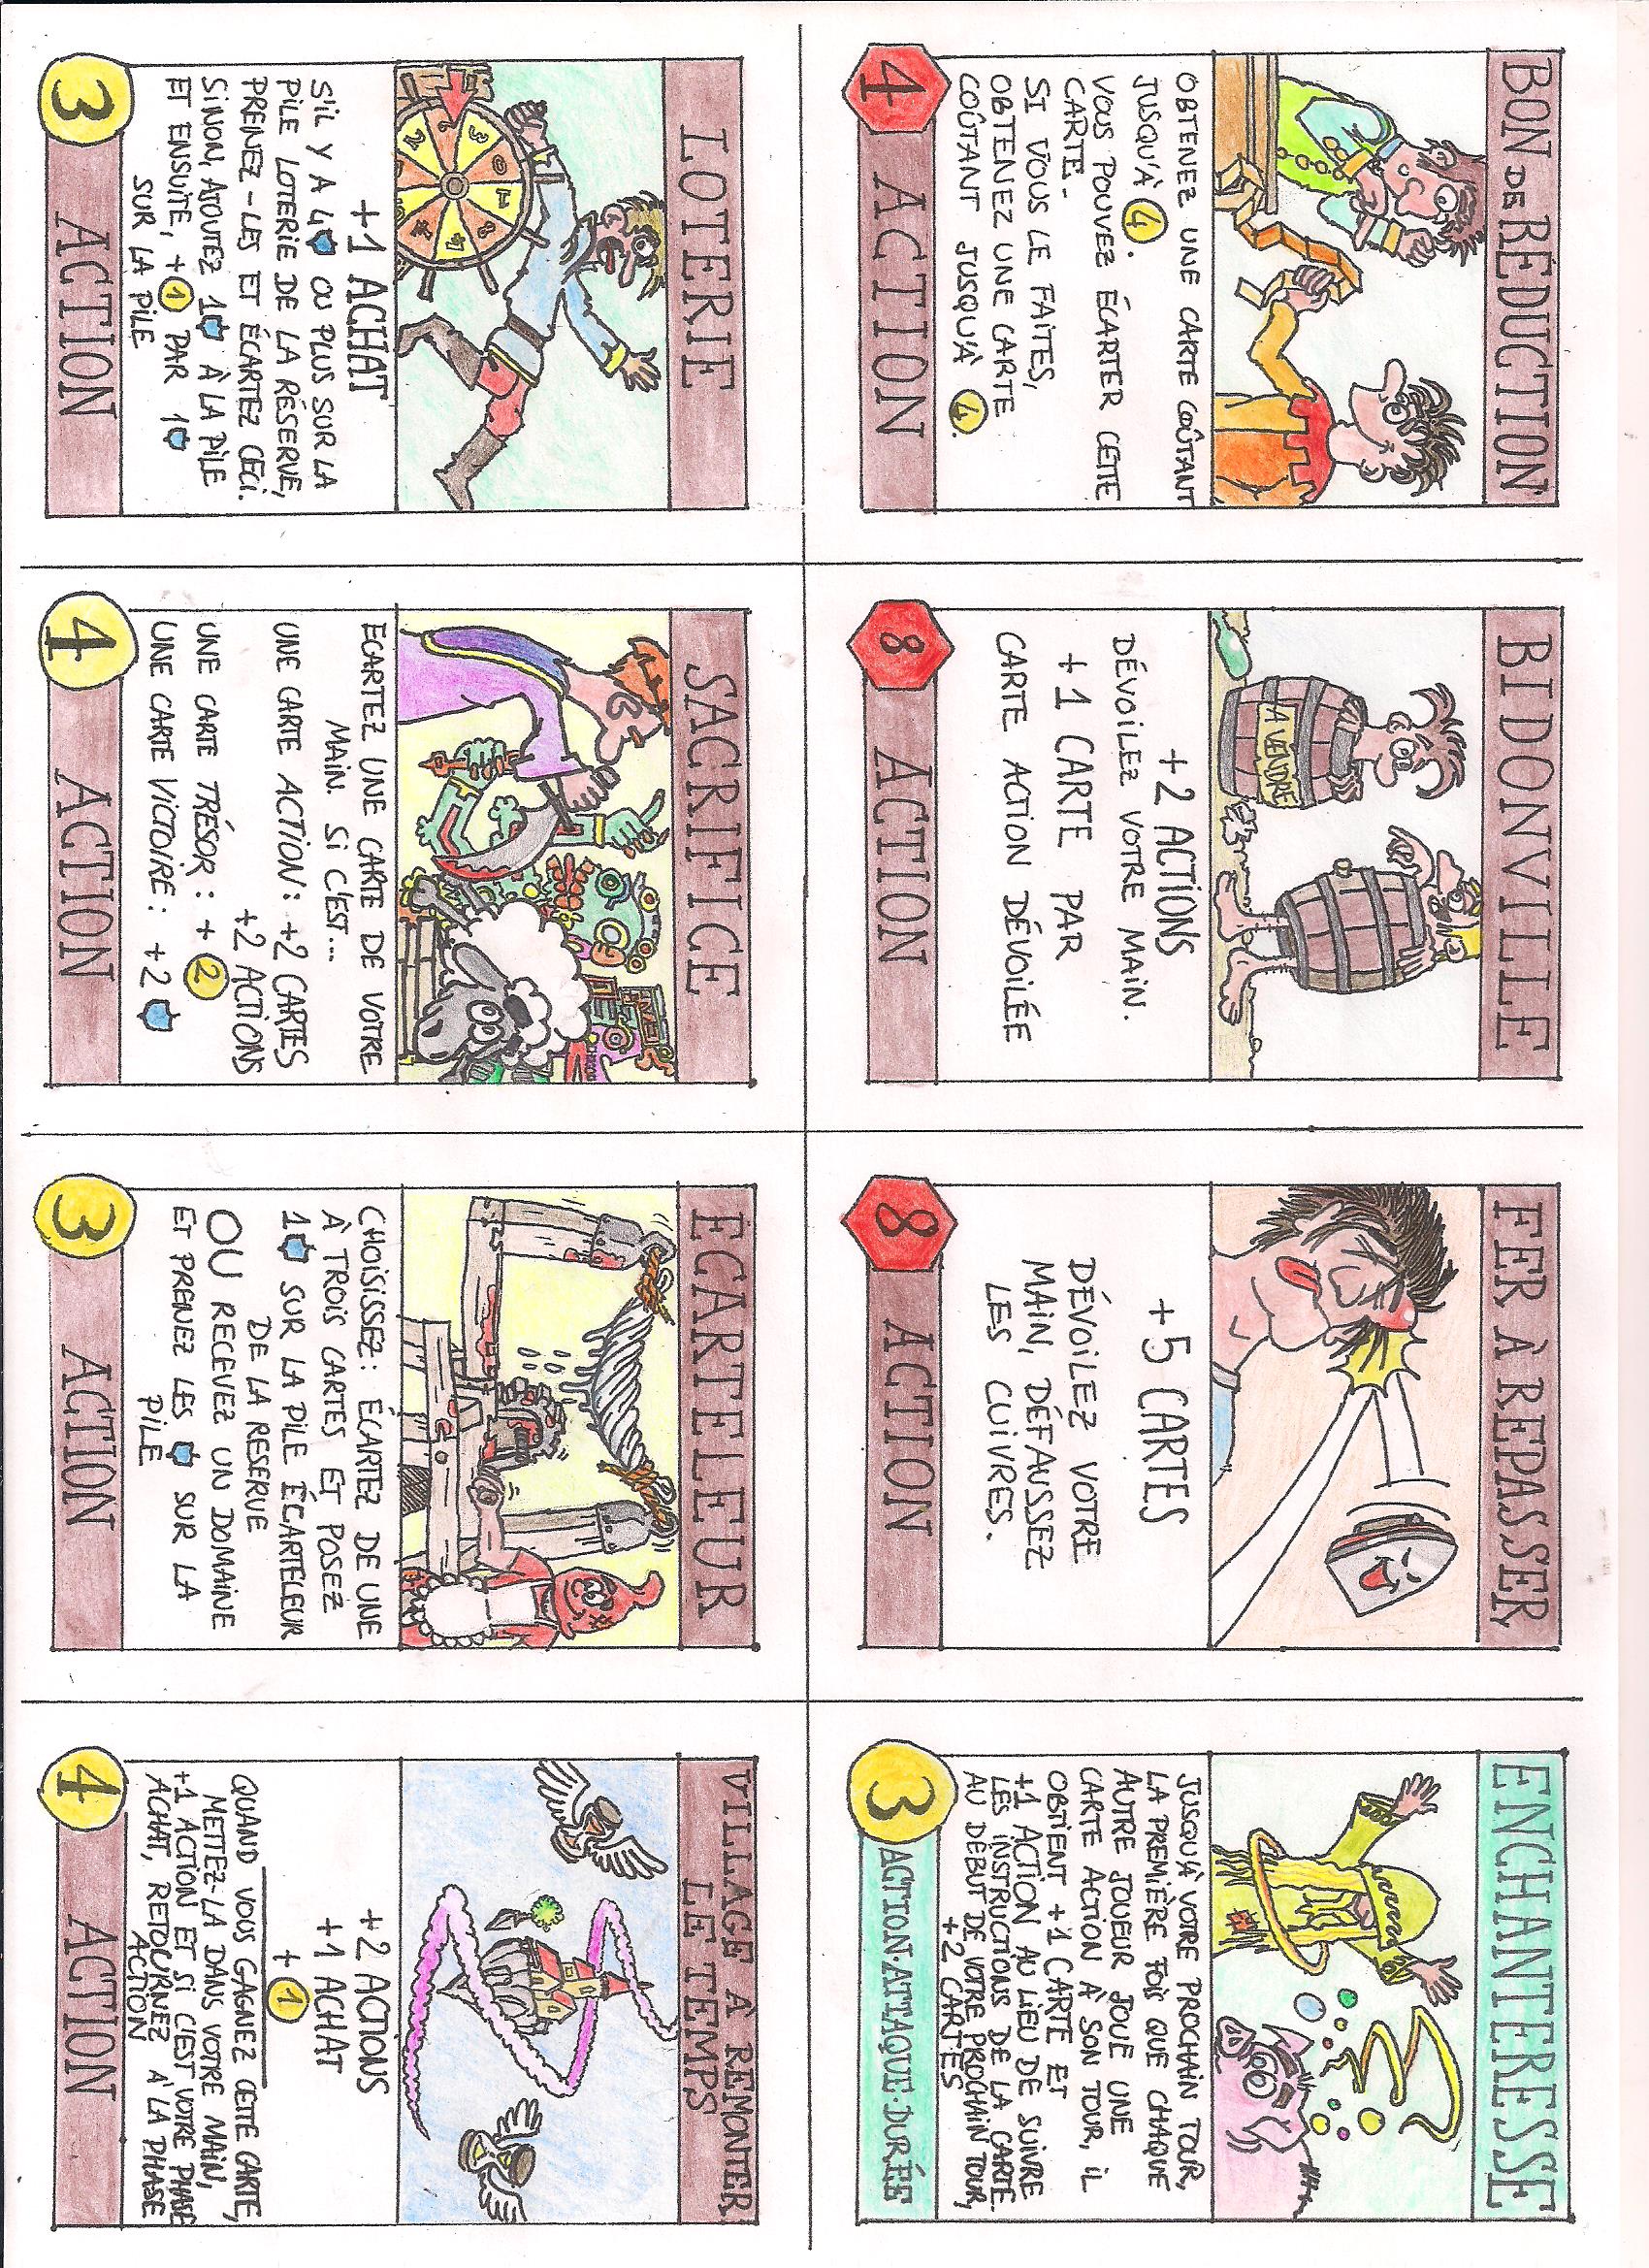 BON DE RÉDUCTION
OBTENEZ UNE CARTE COÛTANT
JUSQU'À 4.
VOUS POUVEZ ÉCARTER CETTE
CARTE.
SI VOUS LE FAITES,
OBTENEZ UNE CARTE
COÛTANT JUSQU'À 4.
4 ACTION
BIDONVILLE
À VENDRE
+2 ACTIONS
DÉVOILEZ VOTRE MAIN.
+1 CARTE PAR
CARTE ACTION DÉVOILÉE
8 ACTION
FER À REPASSER
+5 CARTES
DÉVOILEZ VOTRE
MAIN, DÉFAUSSEZ
LES CUIVRES.
8 ACTION
ENCHANTERESSE
JUSQU'À VOTRE PROCHAIN TOUR,
LA PREMIÈRE FOIS QUE CHAQUE
AUTRE JOUEUR JOUE UNE
CARTE ACTION À SON TOUR, IL
OBTIENT +1 CARTE ET
+1 ACTION AU LIEU DE SUIVRE
LES INSTRUCTIONS DE LA CARTE.
AU DÉBUT DE VOTRE PROCHAIN TOUR,
+2 CARTES
3 ACTION-ATTAQUE-DURÉE
LOTERIE
+1 ACHAT
S'IL Y A 4 OU PLUS SUR LA
PILE LOTERIE DE LA RÉSERVE,
PRENEZ-LES ET ÉCARTEZ CECI.
SINON, AJOUTEZ 1 À LA PILE
ET ENSUITE, +1 PAR 1
SUR LA PILE
3 ACTION
SACRIFICE
ECARTEZ UNE CARTE DE VOTRE
MAIN. SI C'EST...
UNE CARTE ACTION: +2 CARTES
+2 ACTIONS
UNE CARTE TRÉSOR: +2
UNE CARTE VICTOIRE: +2
4 ACTION
ECARTELEUR
CHOISISSEZ: ÉCARTEZ DE UNE
À TROIS CARTES ET POSEZ
1 SUR LA PILE ÉCARTELEUR
DE LA RESERVE
OU RECEVEZ UN DOMAINE
ET PRENEZ LES SUR LA
PILE
3 ACTION
VILLAGE À REMONTER
LE TEMPS
+2 ACTIONS
+1 ACHAT
+1
QUAND VOUS GAGNEZ CETTE CARTE,
METTEZ-LA DANS VOTRE MAIN,
+1 ACTION ET SI C'EST VOTRE PHASE
ACHAT, RETOURNEZ À LA PHASE
ACTION
4 ACTION